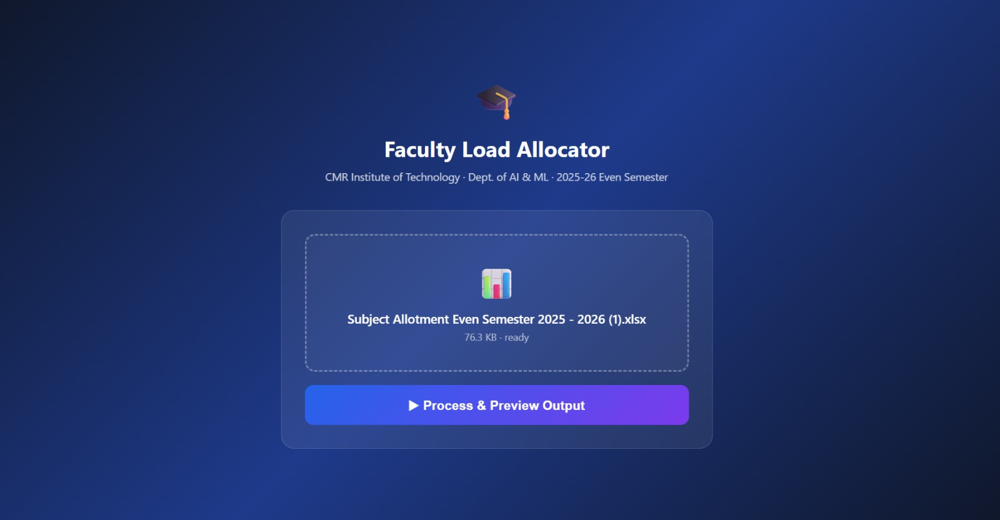 Faculty Load Allocator
CMR Institute of Technology · Dept. of AI & ML · 2025-26 Even Semester
Subject Allotment Even Semester 2025 - 2026 (1).xlsx
76.3 KB · ready
▶ Process & Preview Output